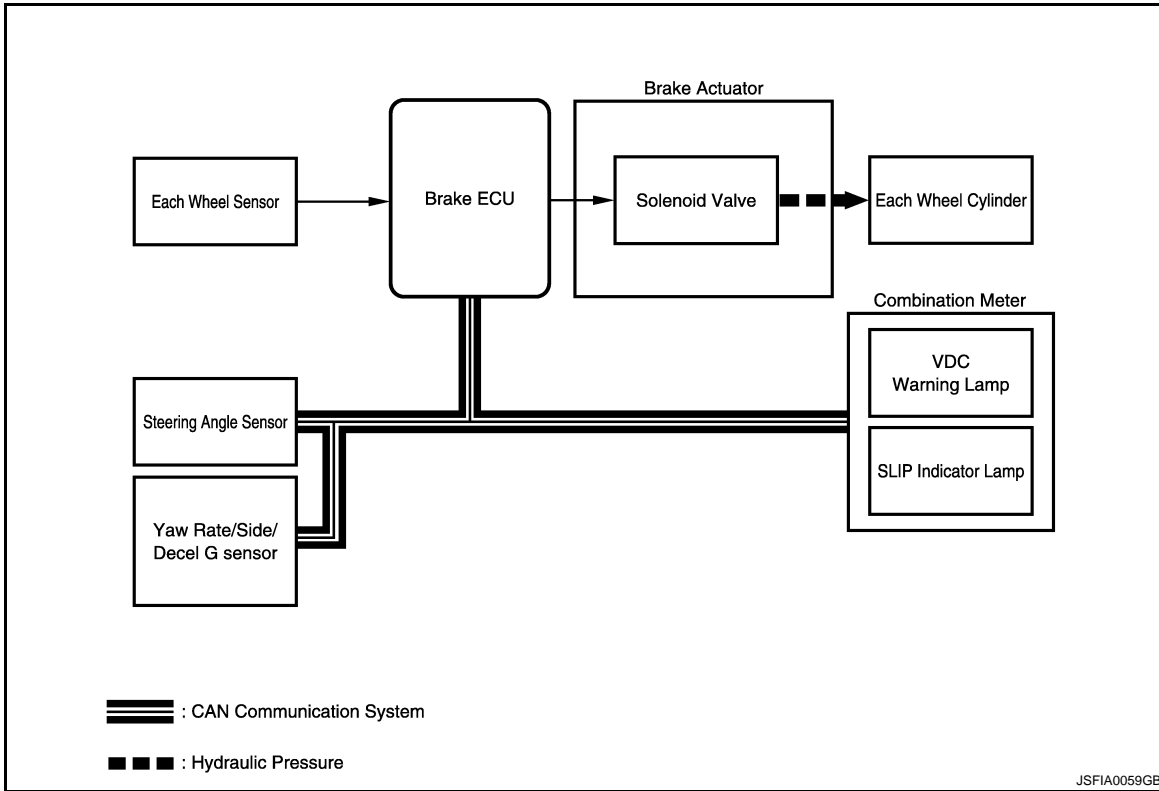 Brake Actuator
Each Wheel Sensor
Brake ECU
Solenoid Valve
Each Wheel Cylinder
Combination Meter
VDC
Warning Lamp
Steering Angle Sensor
SLIP Indicator Lamp
Yaw Rate/Side/
Decel G sensor
: CAN Communication System
: Hydraulic Pressure
JSFIA0059GB